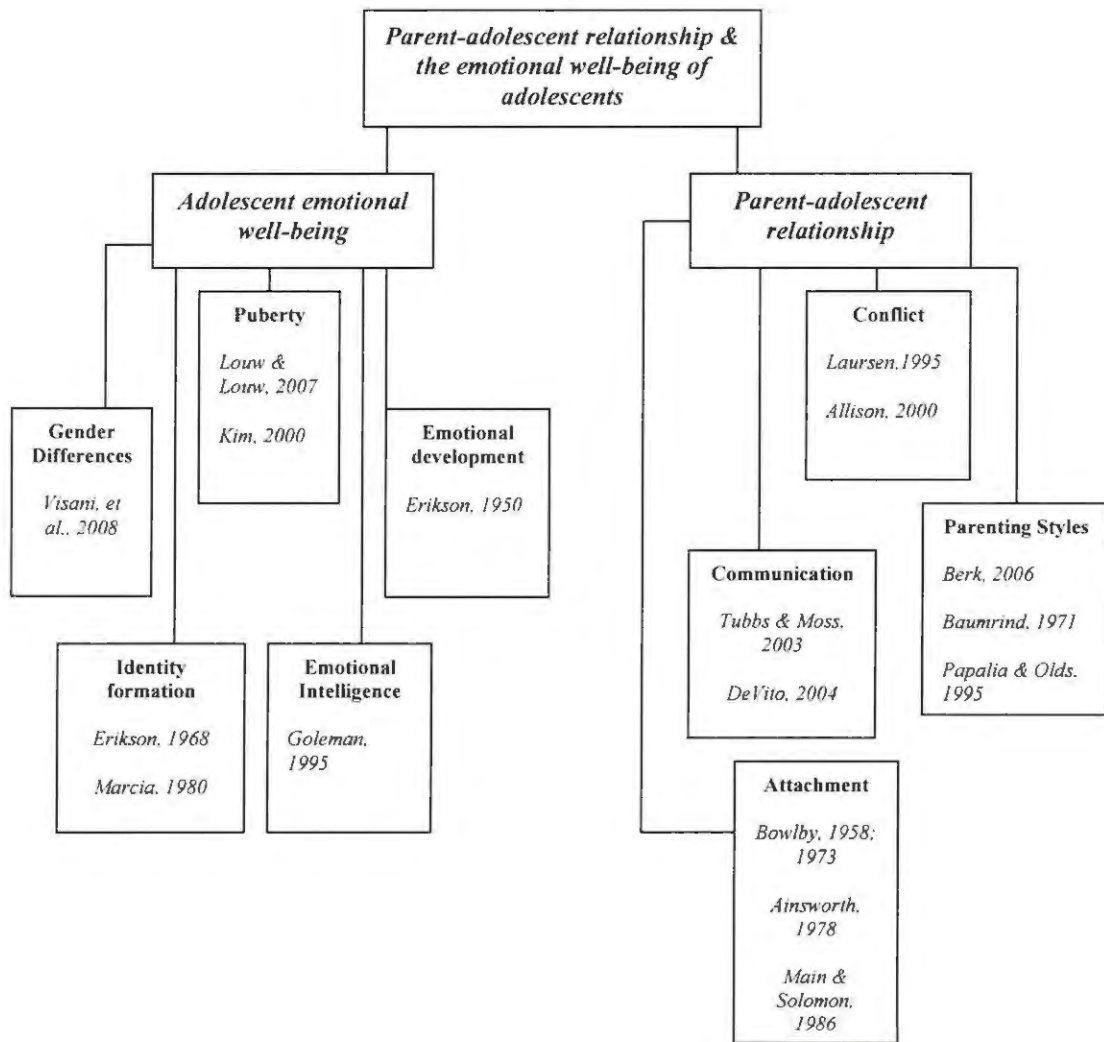 Parent-adolescent relationship &
the emotional well-being of
adolescents
Adolescent emotional
well-being
Parent-adolescent
relationship
Puberty
Louw &
Louw, 2007
Kim, 2000
Conflict
Laursen,1995
Allison, 2000
Gender
Differences
Visani, et
al., 2008
Emotional
development
Erikson, 1950
Parenting Styles
Berk, 2006
Baumrind, 1971
Papalia & Olds.
1995
Communication
Tubbs & Moss.
2003
DeVito, 2004
Identity
formation
Erikson, 1968
Marcia, 1980
Emotional
Intelligence
Goleman,
1995
Attachment
Bowlby, 1958;
1973
Ainsworth,
1978
Main &
Solomon,
1986